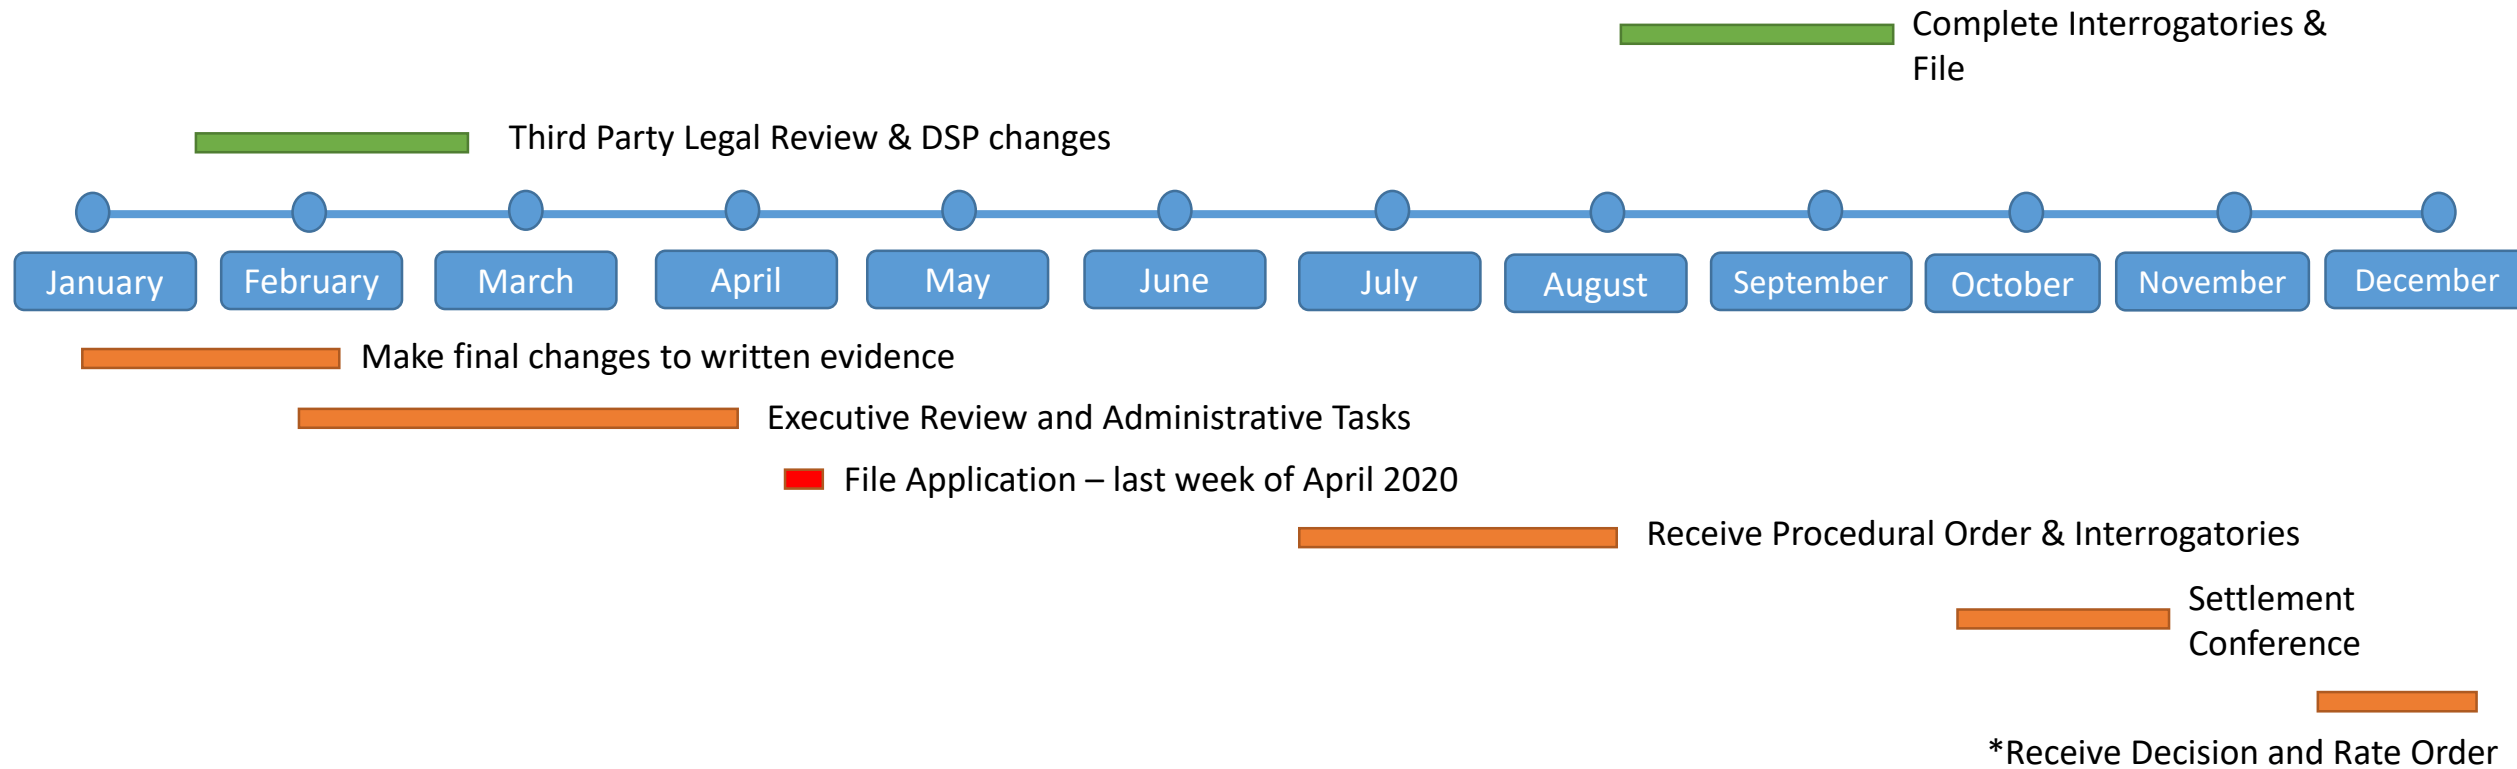 Complete Interrogatories &
File
Third Party Legal Review & DSP changes
January
February
March
April
May
June
July
August
September
October
November
December
Make final changes to written evidence
Executive Review and Administrative Tasks
File Application – last week of April 2020
Receive Procedural Order & Interrogatories
Settlement
Conference
*Receive Decision and Rate Order